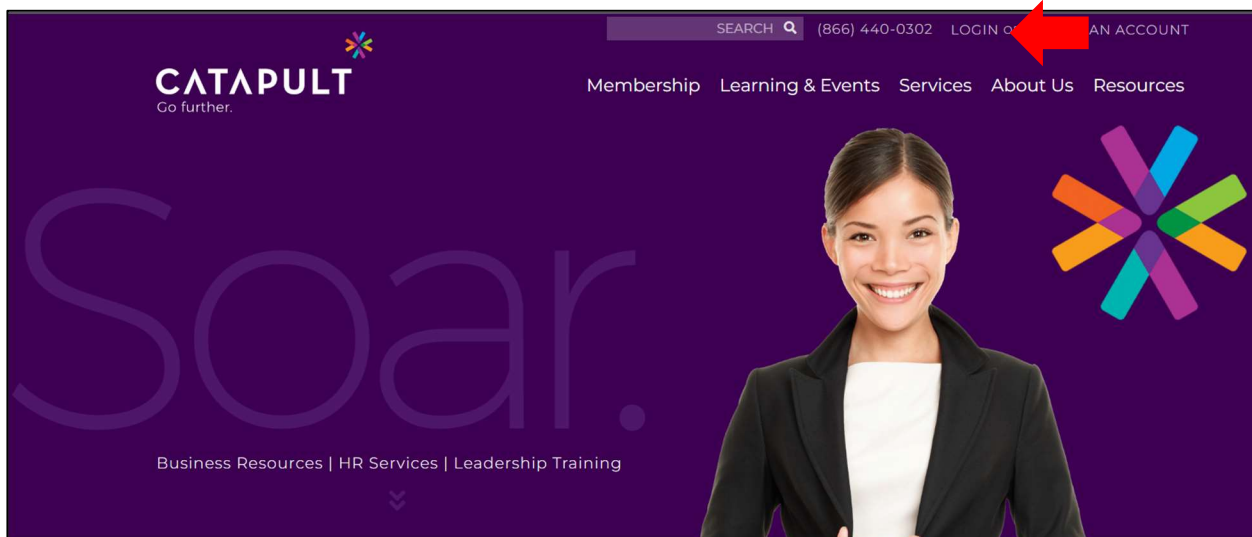 SEARCH (866) 440-0302 LOGIN AN ACCOUNT
CATAPULT
Go further.
Membership Learning & Events Services About Us Resources
Soar.
Business Resources | HR Services | Leadership Training